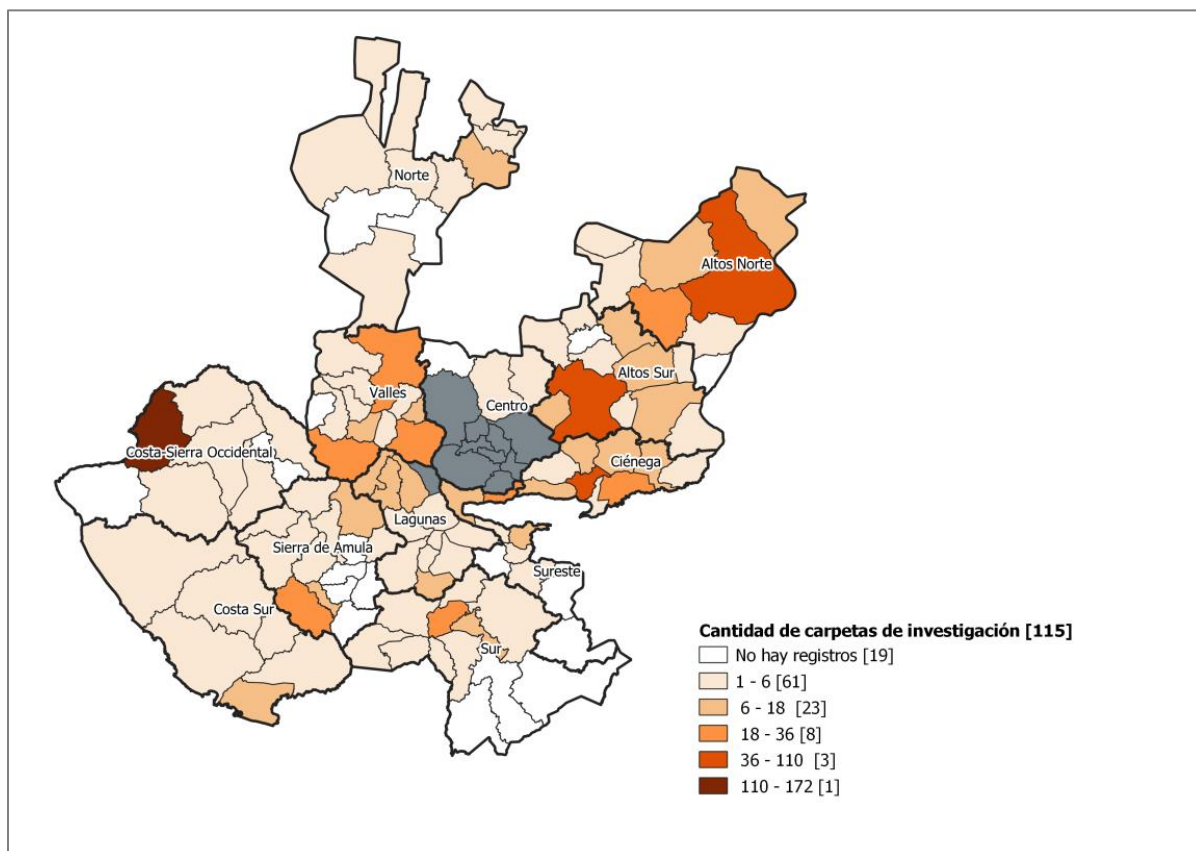 Norte
Altos Norte
Altos Sur
Valles
Centro
Costa-Sierra Occidental
Ciénega
Lagunas
Sierra de Amula
Sureste
Costa Sur
Sur
Cantidad de carpetas de investigación [115]
No hay registros [19]
1 - 6 [61]
6 - 18 [23]
18 - 36 [8]
36 - 110 [3]
110 - 172 [1]